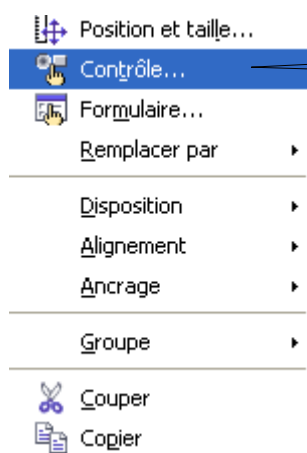 Position et taille...
Contrôle...
Formulaire...
Remplacer par
Disposition
Alignement
Ancrage
Groupe
Couper
Copier